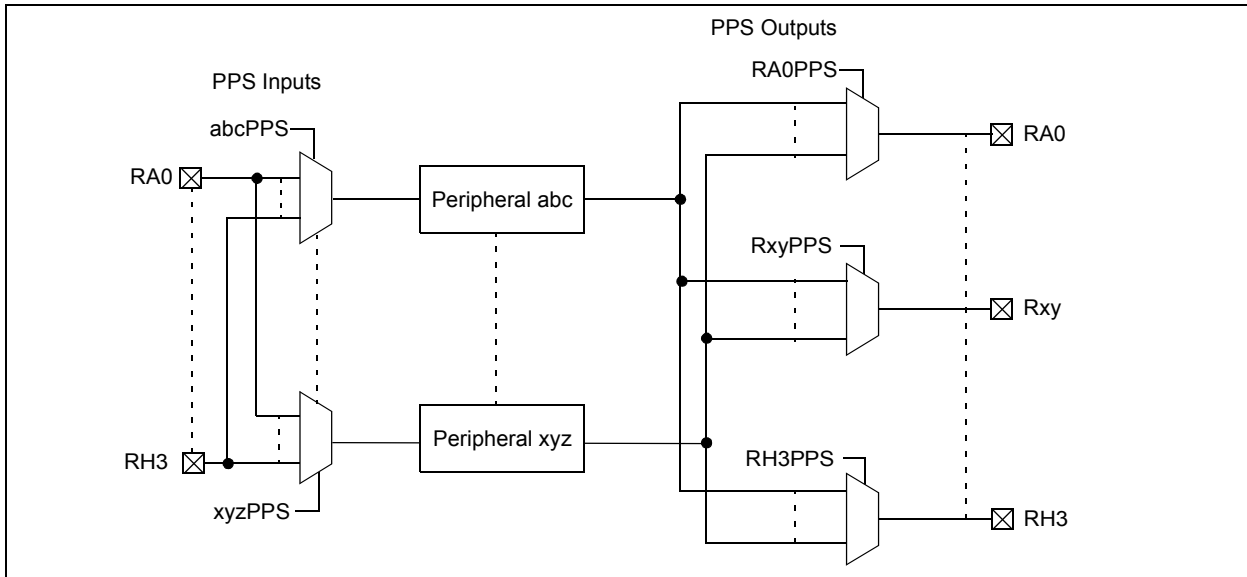 PPS Outputs
RA0PPS
PPS Inputs
abcPPS
RA0
RA0
Peripheral abc
RxyPPS
Rxy
Peripheral xyz
RH3
RH3PPS
xyzPPS
RH3